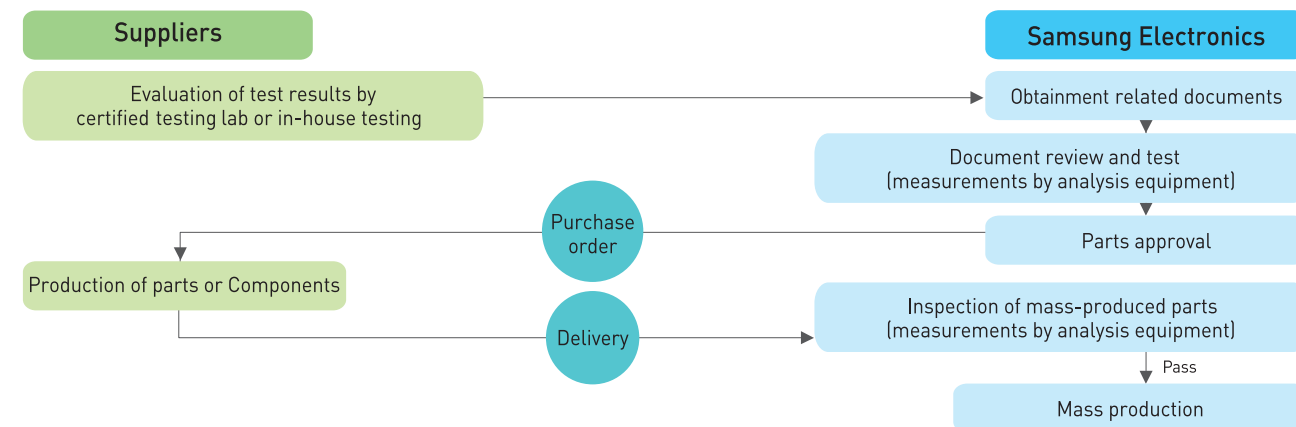 Suppliers
Samsung Electronics
Evaluation of test results by
certified testing lab or in-house testing
Obtainment related documents
Document review and test
(measurements by analysis equipment)
Purchase
order
Parts approval
Production of parts or Components
Inspection of mass-produced parts
(measurements by analysis equipment)
Delivery
Pass
Mass production